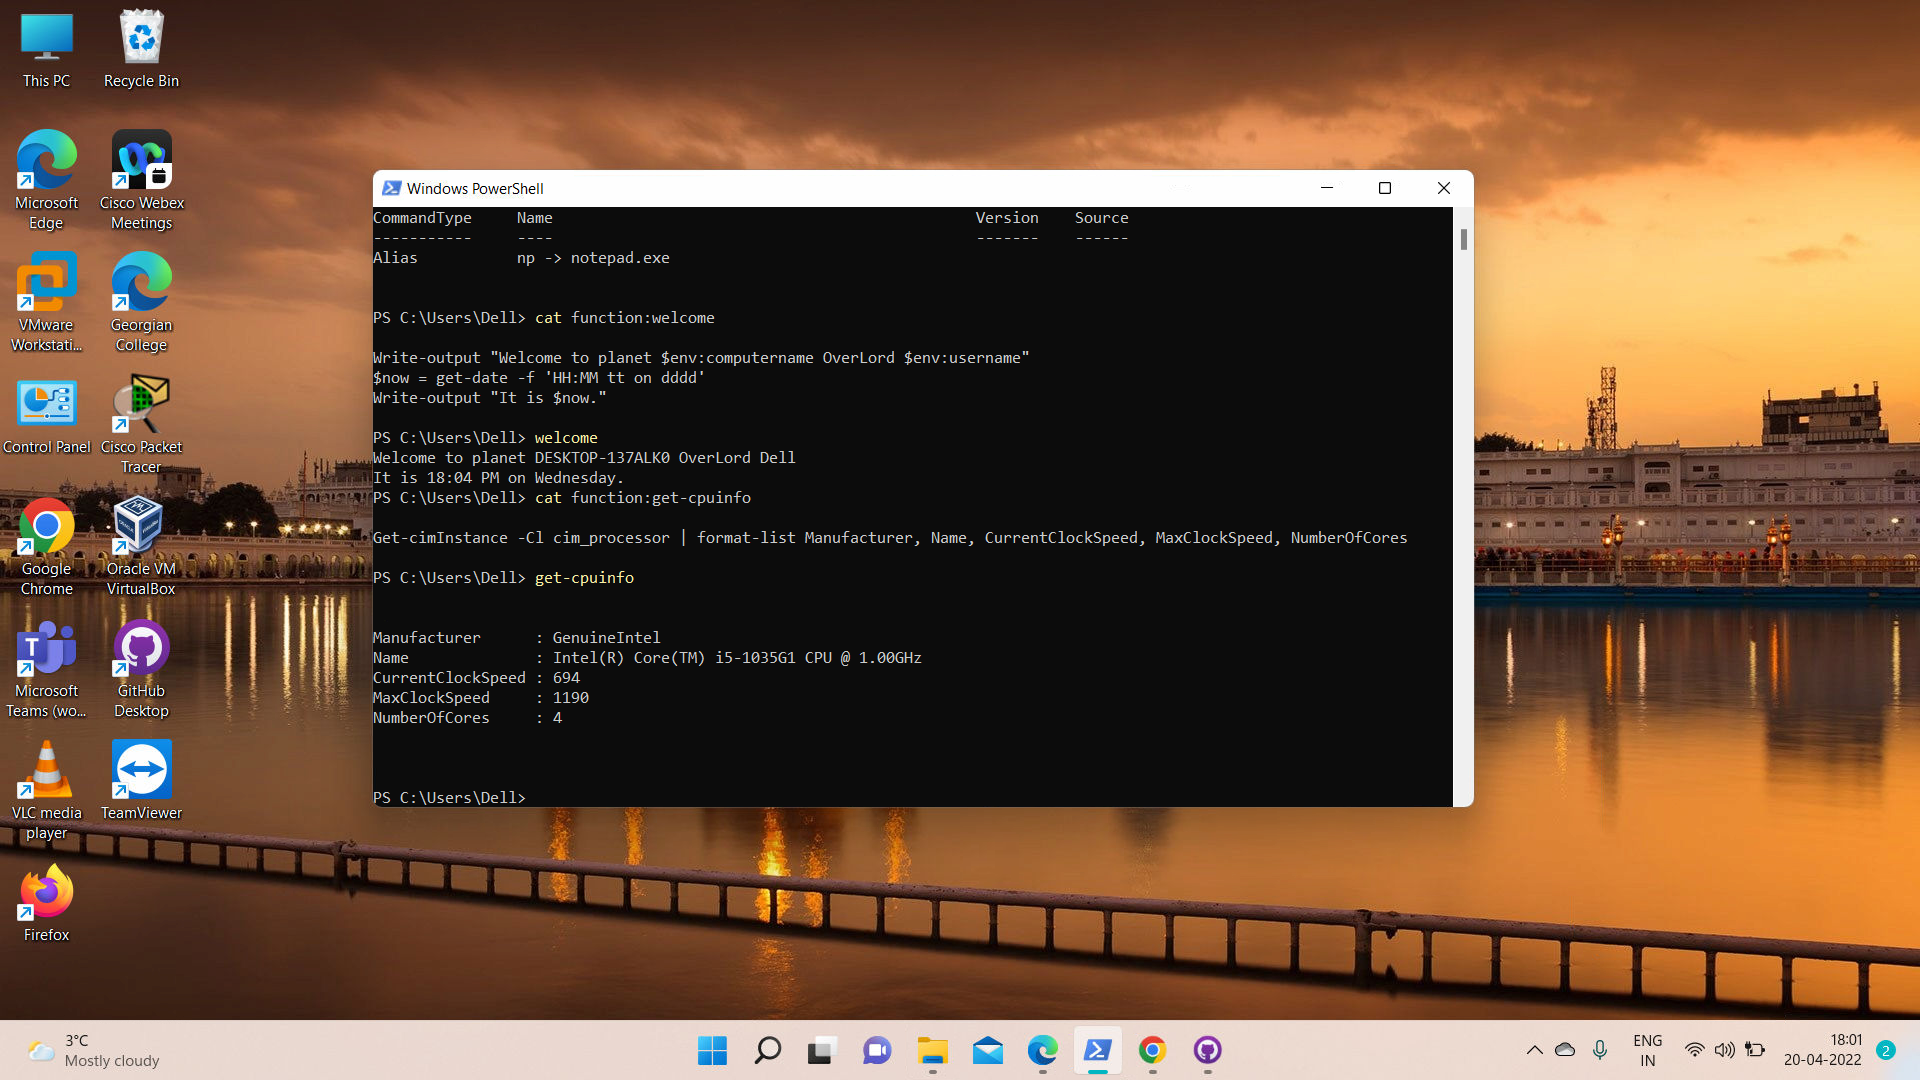 This PC
Recycle Bin
Microsoft
Edge
Cisco Webex
Meetings
VMware
Workstati...
Georgian
College
Control Panel
Cisco Packet
Tracer
Google
Chrome
Oracle VM
VirtualBox
Microsoft
Teams (wo...
GitHub
Desktop
VLC media
player
TeamViewer
Firefox
Windows PowerShell
CommandType     Name                                               Version    Source
-----------     ----                                               -------    ------
Alias           np -> notepad.exe
PS C:\Users\Dell> cat function:welcome
Write-output "Welcome to planet $env:computername OverLord $env:username"
$now = get-date -f 'HH:MM tt on dddd'
Write-output "It is $now."
PS C:\Users\Dell> welcome
Welcome to planet DESKTOP-137ALK0 OverLord Dell
It is 18:04 PM on Wednesday.
PS C:\Users\Dell> cat function:get-cpuinfo
Get-cimInstance -Cl cim_processor | format-list Manufacturer, Name, CurrentClockSpeed, MaxClockSpeed, NumberOfCores
PS C:\Users\Dell> get-cpuinfo
Manufacturer      : GenuineIntel
Name              : Intel(R) Core(TM) i5-1035G1 CPU @ 1.00GHz
CurrentClockSpeed : 694
MaxClockSpeed     : 1190
NumberOfCores     : 4
PS C:\Users\Dell>
3°C
Mostly cloudy
ENG
IN
18:01
20-04-2022
2